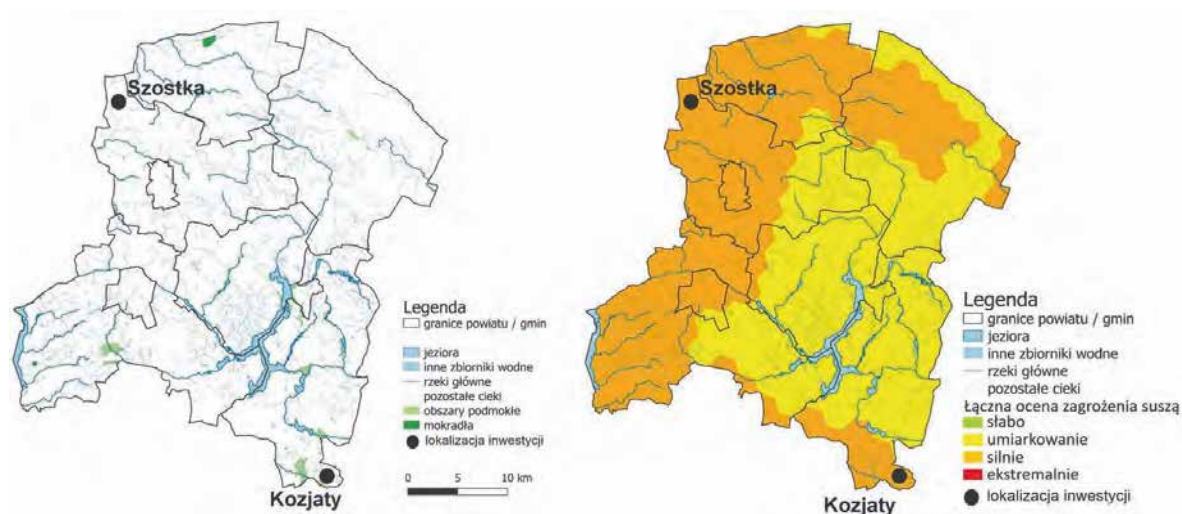 Szostka
Legenda
granice powiatu / gmin
jeziora
inne zbiorniki wodne
rzeki główne
pozostałe cieki
obszary podmokłe
mokradła
lokalizacja inwestycji
0 5 10 km
Kozjaty
Szostka
Legenda
granice powiatu / gmin
jeziora
inne zbiorniki wodne
rzeki główne
pozostałe cieki
Łączna ocena zagrożenia suszą
słabo
umiarkowanie
silnie
ekstremalnie
lokalizacja inwestycji
Kozjaty